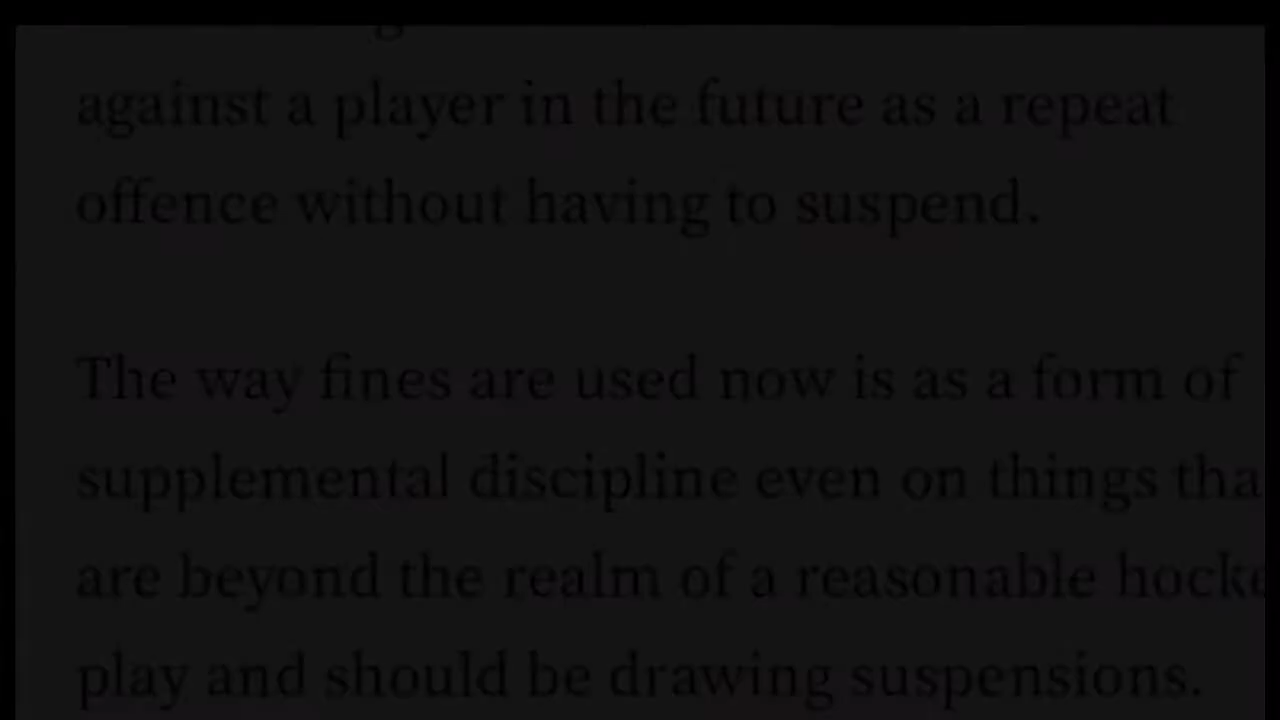 against a player in the future as a repeat
offence without having to suspend.
The way fines are used now is as a form of
supplemental discipline even on things tha
are beyond the realm of a reasonable hocke
play and should be drawing suspensions.